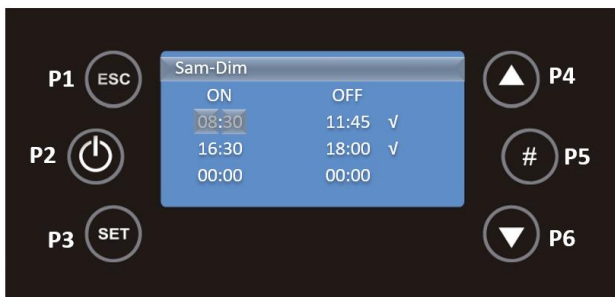 P1 ESC
Sam-Dim
ON OFF
08:30 11:45 √
16:30 18:00 √
00:00 00:00
P4
P2
# P5
P3 SET
P6